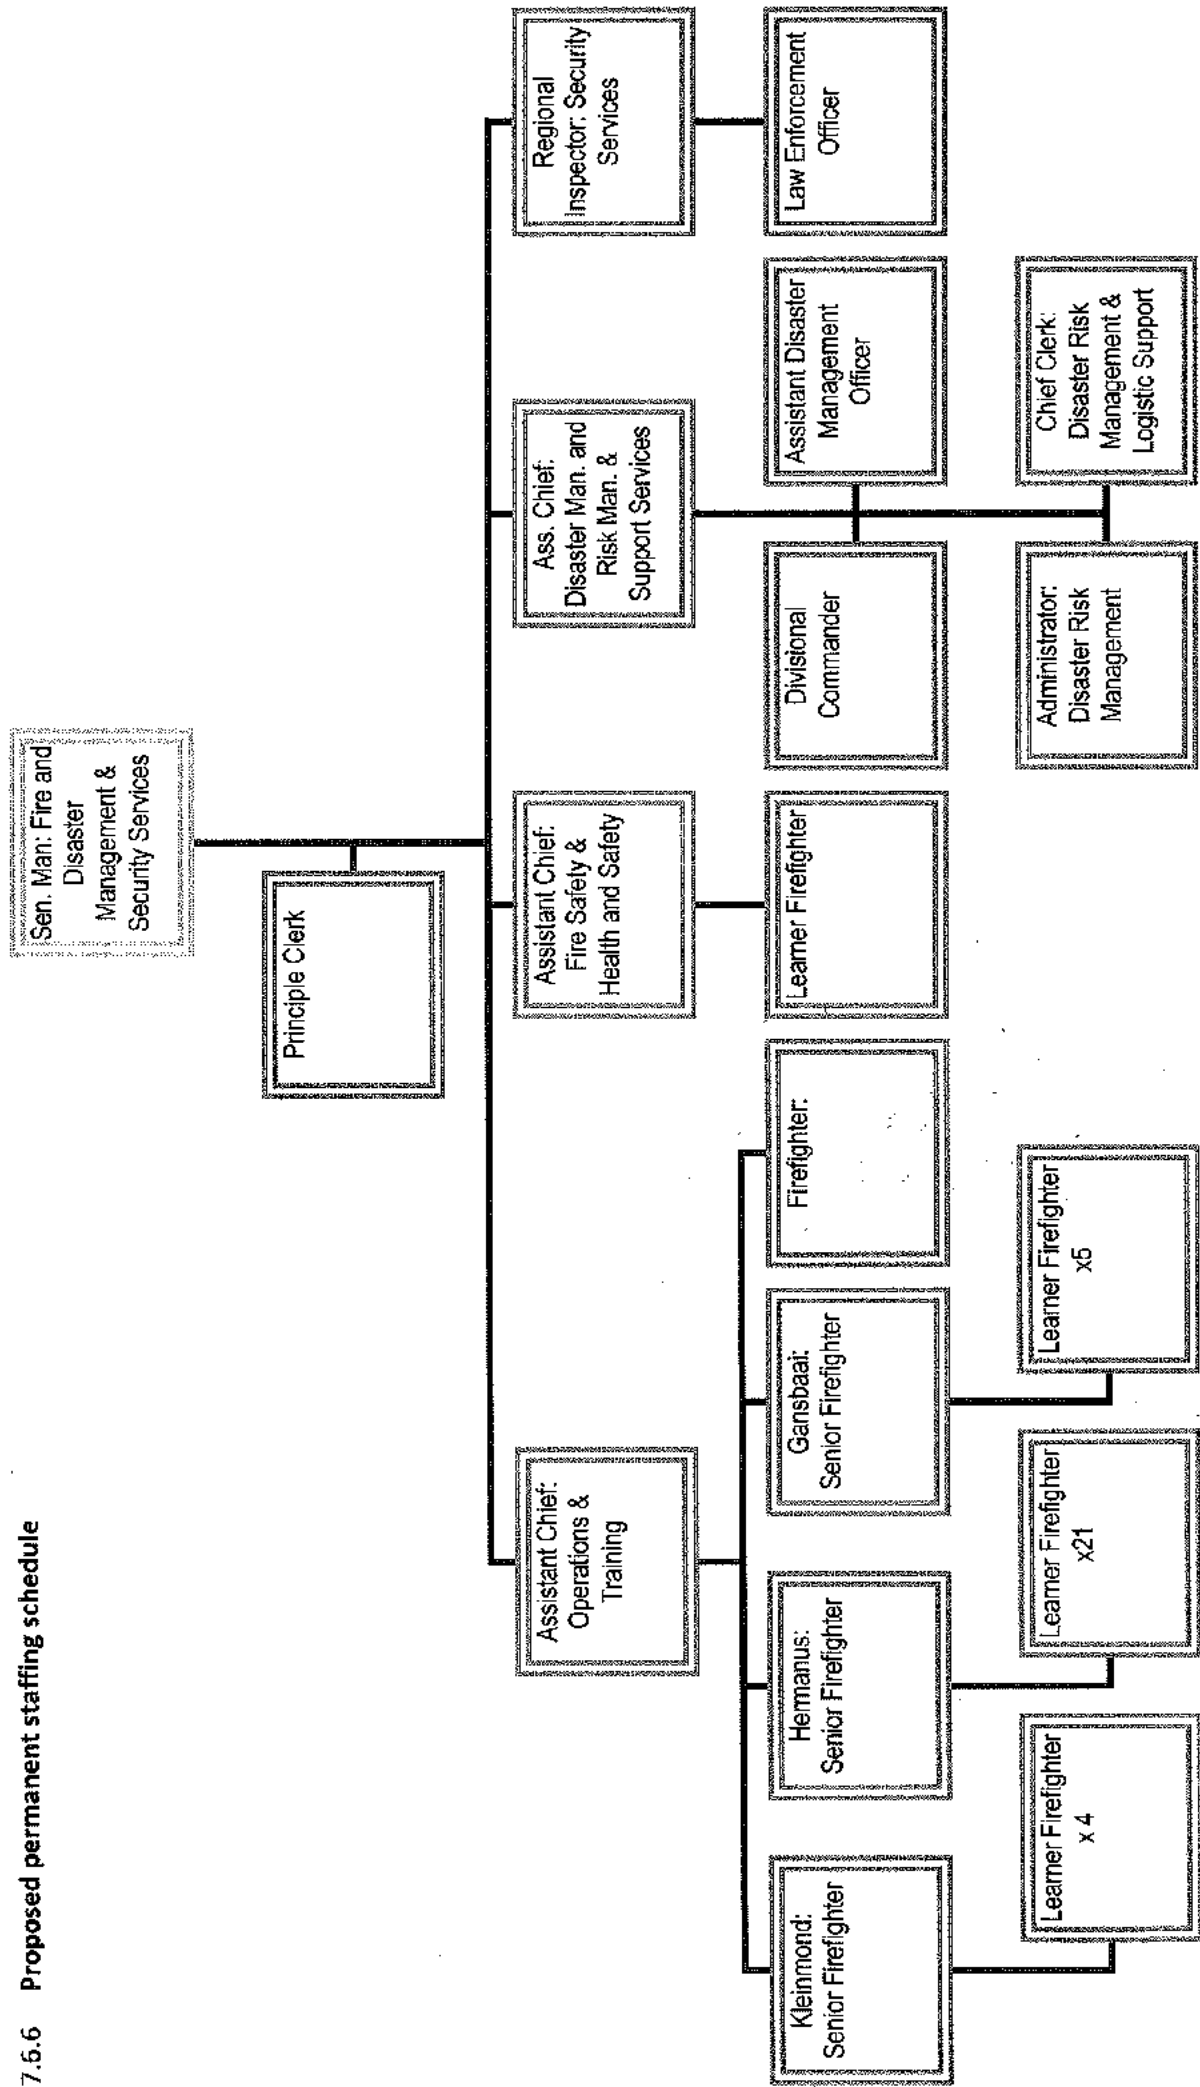 7.6.6 Proposed permanent staffing schedule
Sen. Man: Fire and
Disaster
Management &
Security Services
Principle Clerk
Assistant Chief:
Operations &
Training
Assistant Chief:
Fire Safety &
Health and Safety
Ass. Chief:
Disaster Man. and
Risk Man. &
Support Services
Regional
Inspector: Security
Services
Kleinmond:
Senior Firefighter
Hermanus:
Senior Firefighter
Gansbaai:
Senior Firefighter
Firefighter:
Learner Firefighter
Divisional
Commander
Assistant Disaster
Management
Officer
Law Enforcement
Officer
Learner Firefighter
x 4
Learner Firefighter
x21
Learner Firefighter
x5
Administrator:
Disaster Risk
Management
Chief Clerk:
Disaster Risk
Management &
Logistic Support